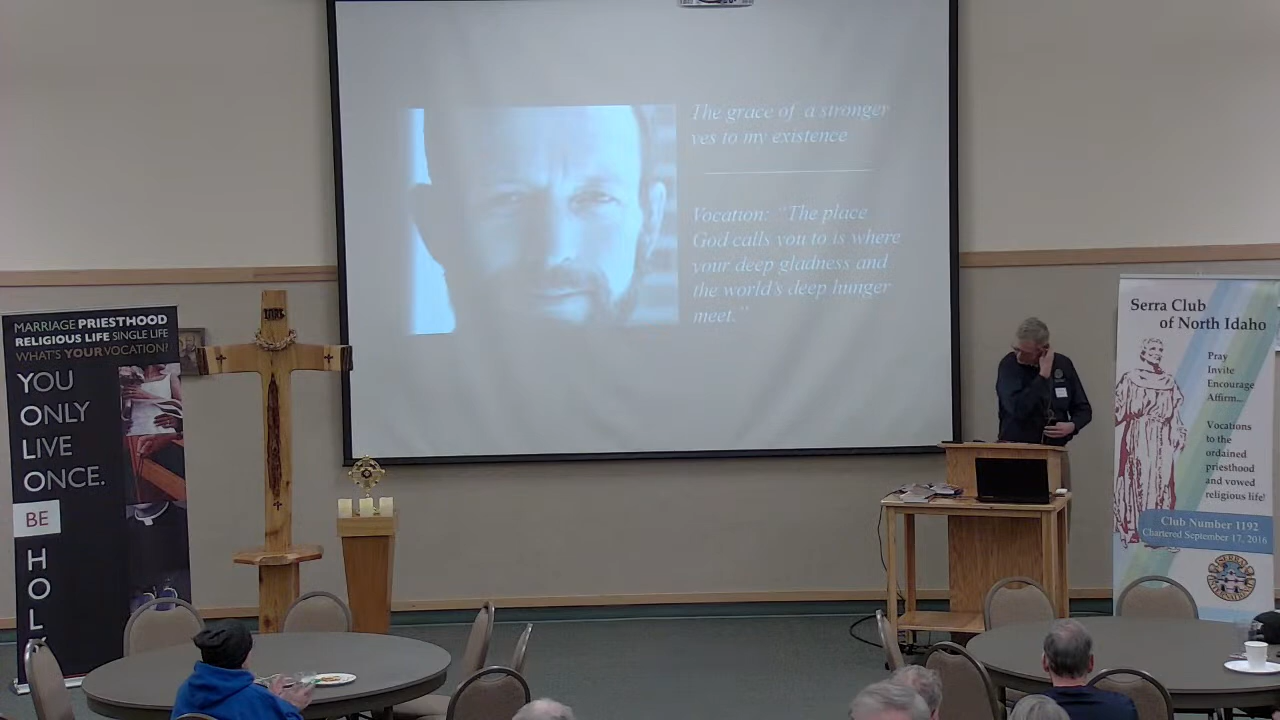 The grace of a stronger
yes to my existence
Vocation: "The place
God calls you to is where
your deep gladness and
the world's deep hunger
meet."
MARRIAGE PRIESTHOOD
RELIGIOUS LIFE SINGLE LIFE
WHAT'S YOUR VOCATION?
YOU
ONLY
LIVE
ONCE.
BE
HOL
Serra Club
of North Idaho
Pray
Invite
Encourage
Affirm...
Vocations
to the
ordained
priesthood
and vowed
religious life!
Club Number 1192
Chartered September 17, 2016
SERRA